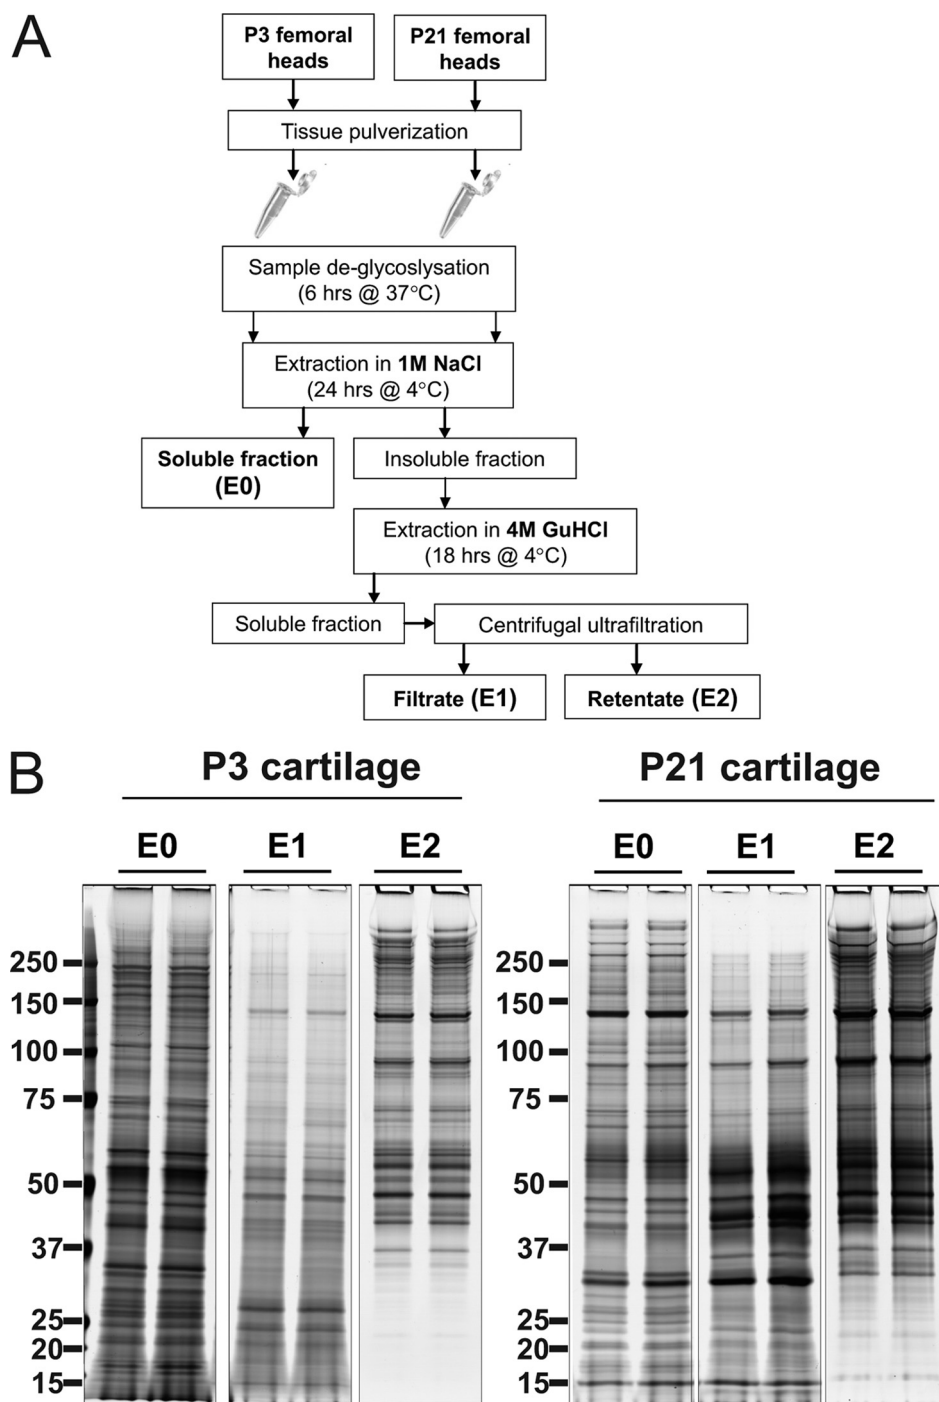 A
P3 femoral
heads
P21 femoral
heads
Tissue pulverization
Sample de-glycoslysation
(6 hrs @ 37°C)
Extraction in 1M NaCl
(24 hrs @ 4°C)
Soluble fraction
(E0)
Insoluble fraction
Extraction in 4M GuHCl
(18 hrs @ 4°C)
Soluble fraction
Centrifugal ultrafiltration
Filtrate (E1)
Retentate (E2)
B
P3 cartilage
P21 cartilage
E0
E1
E2
E0
E1
E2
250
150
100
75
50
37
25
20
15
250
150
100
75
50
37
25
20
15